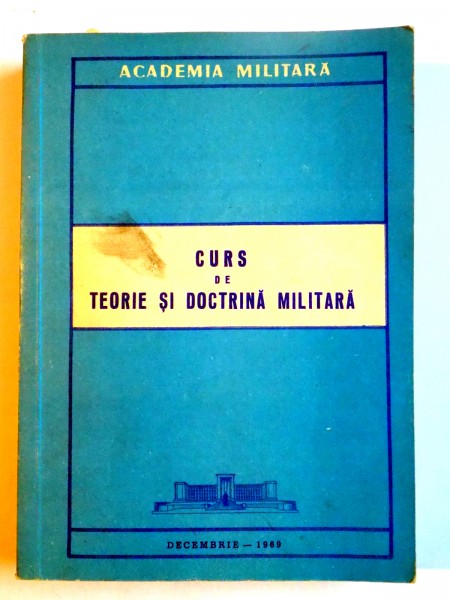 ACADEMIA MILITARĂ
CURS
DE
TEORIE ȘI DOCTRINĂ MILITARĂ
DECEMBRIE — 1969